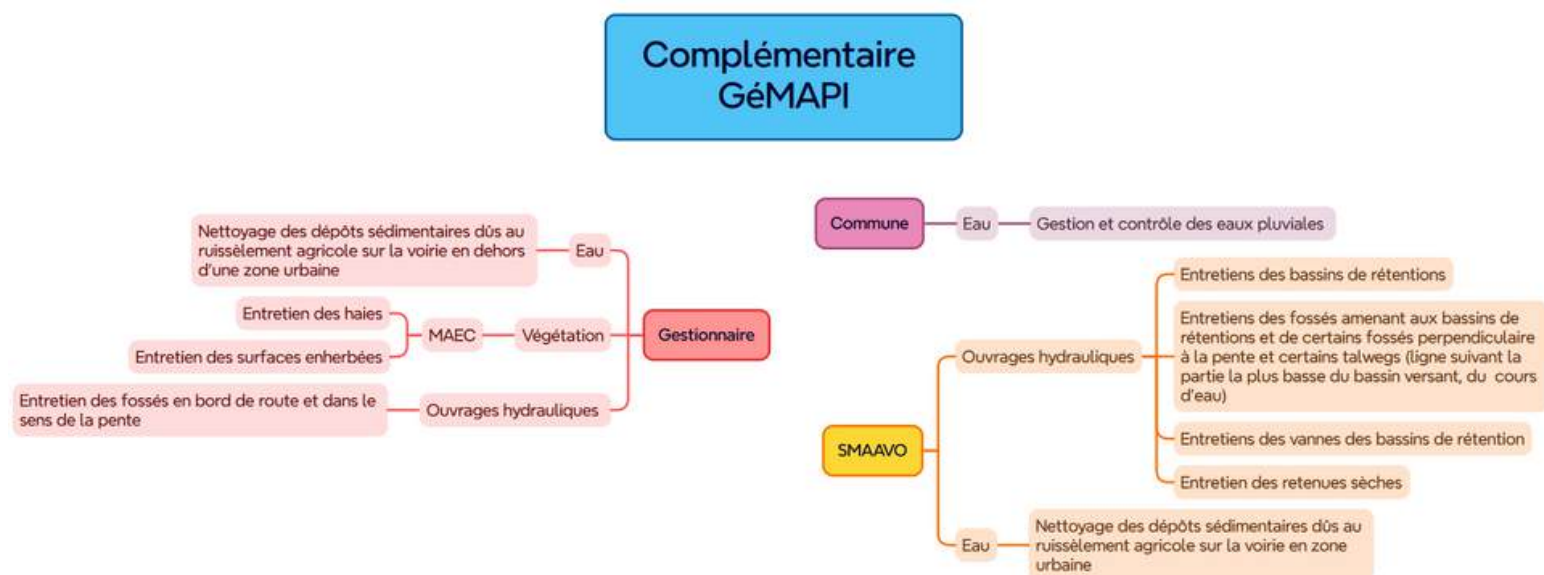 Complémentaire
GéMAPI
Nettoyage des dépôts sédimentaires dûs au
ruissèlement agricole sur la voirie en dehors
d'une zone urbaine
Eau
Entretien des haies
Entretien des surfaces enherbées
MAEC
Végétation
Gestionnaire
Entretien des fossés en bord de route et dans le
sens de la pente
Ouvrages hydrauliques
Commune
Eau
Gestion et contrôle des eaux pluviales
SMAAVO
Ouvrages hydrauliques
Entretiens des bassins de rétentions
Entretiens des fossés amenant aux bassins de
rétentions et de certains fossés perpendiculaire
à la pente et certains talwegs (ligne suivant la
partie la plus basse du bassin versant, du cours
d'eau)
Entretiens des vannes des bassins de rétention
Entretien des retenues sèches
Eau
Nettoyage des dépôts sédimentaires dûs au
ruissèlement agricole sur la voirie en zone
urbaine